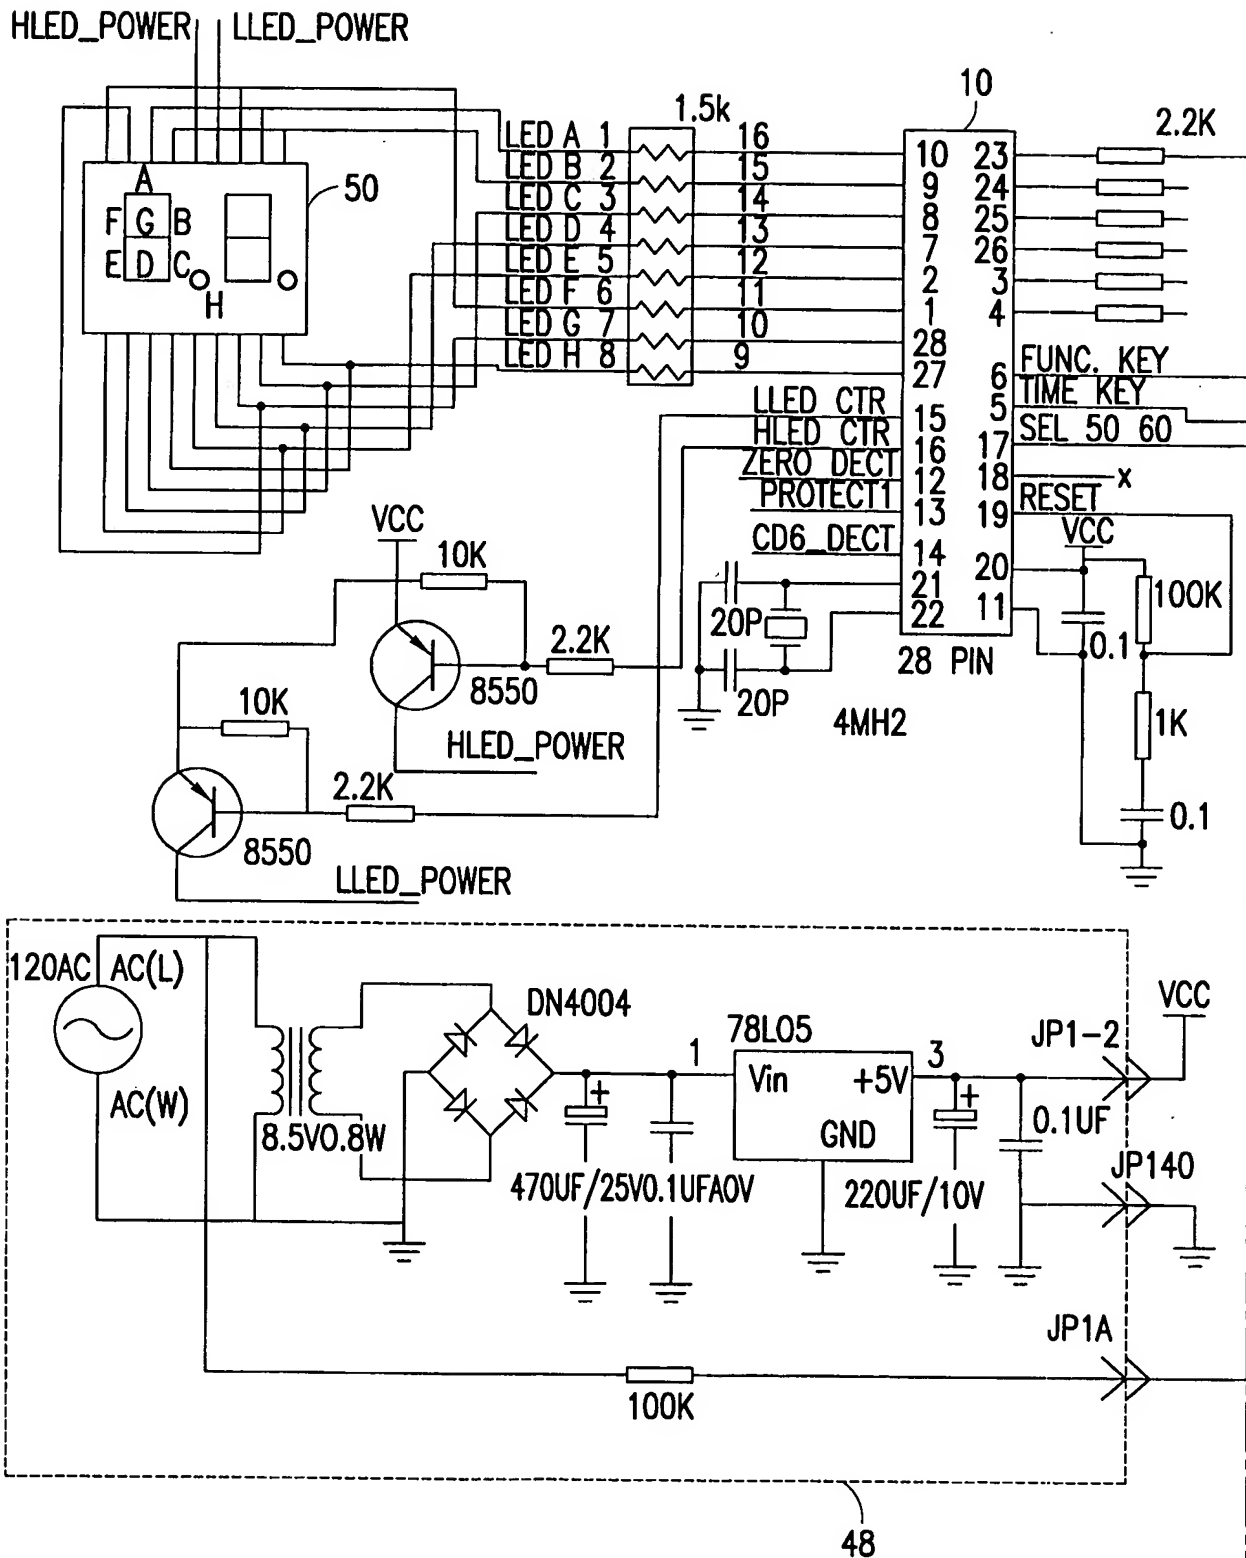 HLED_POWER LLED_POWER
10
1.5k
2.2K
LED A 1 16 10 23
LED B 2 15 9 24
LED C 3 14 8 25
LED D 4 13 7 26
LED E 5 12 2 3
LED F 6 11 1 4
LED G 7 10 28
LED H 8 9 27
50
A
F G B
E D C
H
6 FUNC. KEY
5 TIME KEY
17 SEL 50 60
18 x
19 RESET
LLED CTR 15
HLED CTR 16
ZERO DECT 12
PROTECT1 13
CD6_DECT 14
VCC
20
11
21
22
28 PIN
100K
0.1
1K
0.1
20P
20P
4MH2
VCC
10K
2.2K
8550
HLED_POWER
10K
2.2K
8550
LLED_POWER
120AC AC(L)
AC(W)
8.5V0.8W
DN4004
470UF/25V0.1UFA0V
78L05
1 Vin +5V 3
GND
220UF/10V
0.1UF
JP1-2
VCC
JP140
JP1A
100K
48